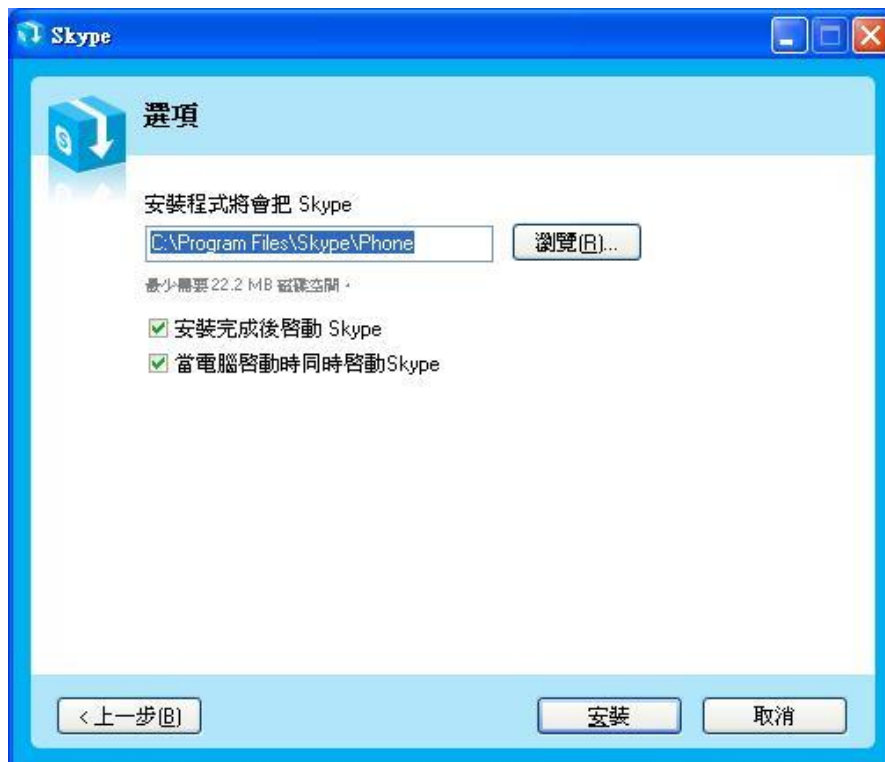 Skype
選項
安裝程式將會把 Skype
C:\Program Files\Skype\Phone
瀏覽(R)...
最少需要22.2 MB 磁碟空間。
安裝完成後啓動 Skype
當電腦啓動時同時啓動Skype
< 上一步(B)
安裝
取消